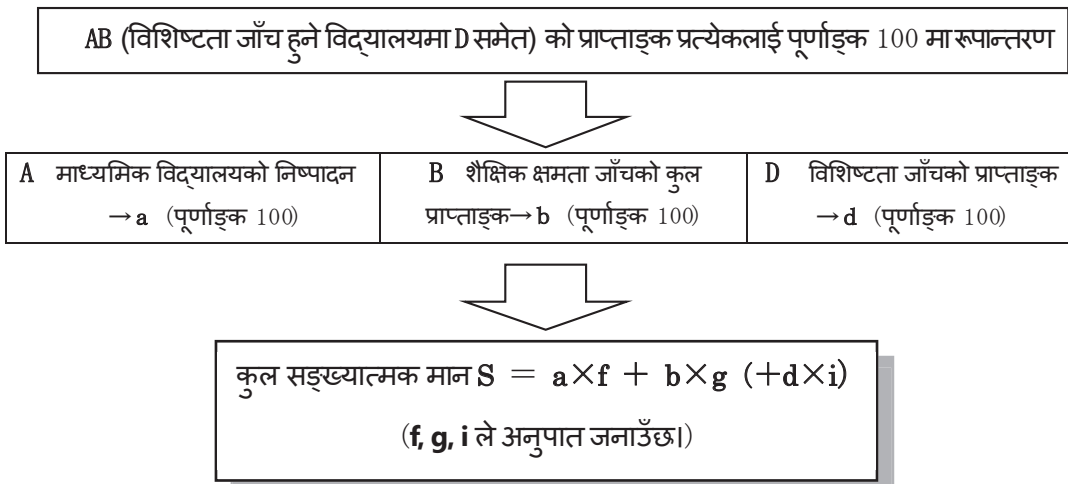 AB (विशिष्टता जाँच हुने विद्यालयमा D समेत) को प्राप्ताङ्क प्रत्येकलाई पूर्णाङ्क 100 मा रूपान्तरण
A माध्यमिक विद्यालयको निष्पादन
→a (पूर्णाङ्क 100)
B शैक्षिक क्षमता जाँचको कुल
प्राप्ताङ्क→b (पूर्णाङ्क 100)
D विशिष्टता जाँचको प्राप्ताङ्क
→d (पूर्णाङ्क 100)
कुल सङ्ख्यात्मक मान S = a×f + b×g (+d×i)
(f, g, i ले अनुपात जनाउँछ।)